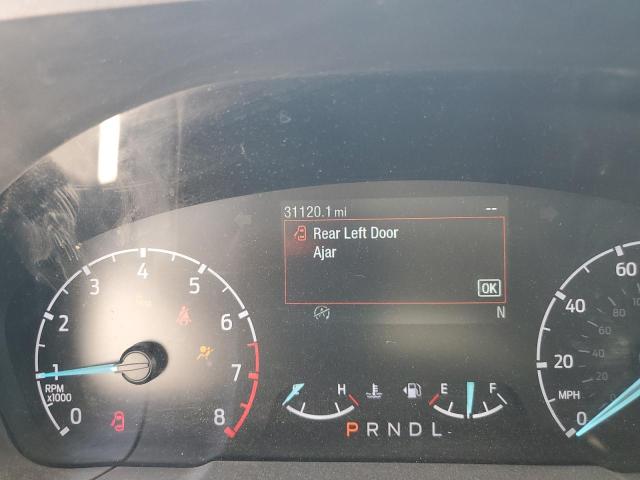 31120.1 mi --
Rear Left Door
Ajar
OK
N
0 1 2 3 4 5 6 7 8
RPM
x1000
H
E F
P R N D L
0 20 40 60
MPH